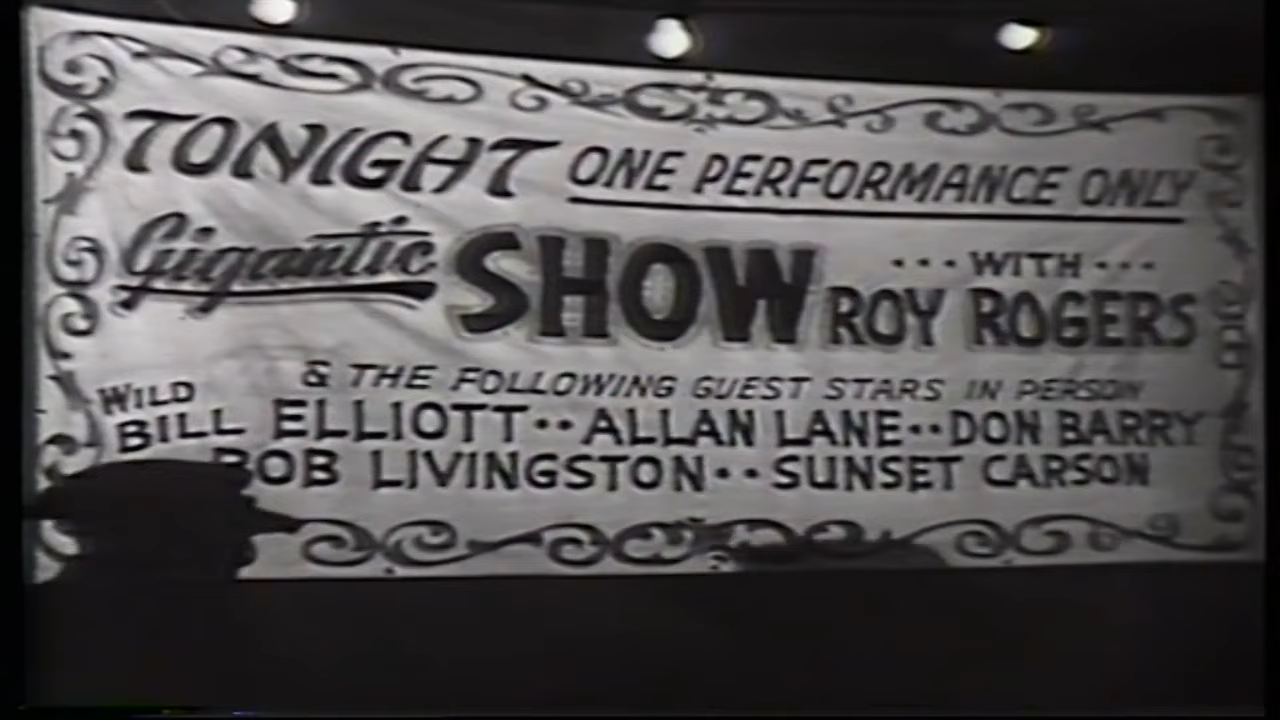 TONIGHT ONE PERFORMANCE ONLY
Gigantic SHOW ··· WITH ···
ROY ROGERS
& THE FOLLOWING GUEST STARS IN PERSON
WILD
BILL ELLIOTT·· ALLAN LANE·· DON BARRY
BOB LIVINGSTON·· SUNSET CARSON